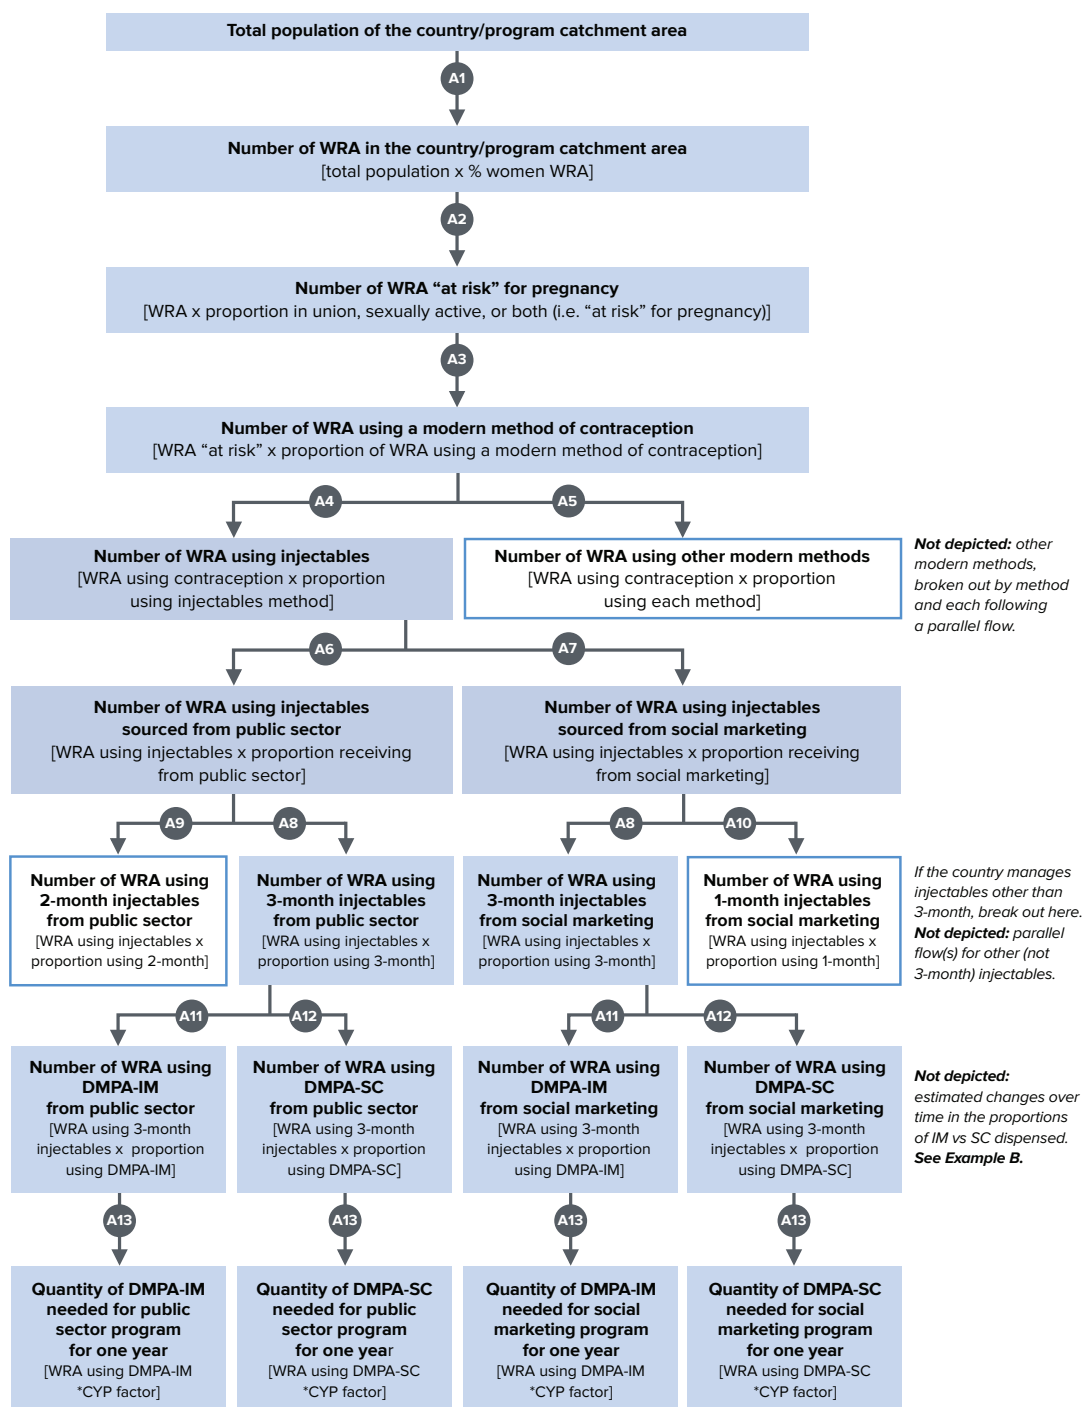 Total population of the country/program catchment area
A1
Number of WRA in the country/program catchment area
[total population x % women WRA]
A2
Number of WRA “at risk” for pregnancy
[WRA x proportion in union, sexually active, or both (i.e. “at risk” for pregnancy)]
A3
Number of WRA using a modern method of contraception
[WRA “at risk” x proportion of WRA using a modern method of contraception]
A4
A5
Number of WRA using injectables
[WRA using contraception x proportion
using injectables method]
Number of WRA using other modern methods
[WRA using contraception x proportion
using each method]
Not depicted: other
modern methods,
broken out by method
and each following
a parallel flow.
A6
A7
Number of WRA using injectables
sourced from public sector
[WRA using injectables x proportion receiving
from public sector]
Number of WRA using injectables
sourced from social marketing
[WRA using injectables x proportion receiving
from social marketing]
A9
A8
A8
A10
Number of WRA using
2-month injectables
from public sector
[WRA using injectables x
proportion using 2-month]
Number of WRA using
3-month injectables
from public sector
[WRA using injectables x
proportion using 3-month]
Number of WRA using
3-month injectables
from social marketing
[WRA using injectables x
proportion using 3-month]
Number of WRA using
1-month injectables
from social marketing
[WRA using injectables x
proportion using 1-month]
If the country manages
injectables other than
3-month, break out here.
Not depicted: parallel
flow(s) for other (not
3-month) injectables.
A11
A12
A11
A12
Number of WRA using
DMPA-IM
from public sector
[WRA using 3-month
injectables x proportion
using DMPA-IM]
Number of WRA using
DMPA-SC
from public sector
[WRA using 3-month
injectables x proportion
using DMPA-SC]
Number of WRA using
DMPA-IM
from social marketing
[WRA using 3-month
injectables x proportion
using DMPA-IM]
Number of WRA using
DMPA-SC
from social marketing
[WRA using 3-month
injectables x proportion
using DMPA-SC]
Not depicted:
estimated changes over
time in the proportions
of IM vs SC dispensed.
See Example B.
A13
A13
A13
A13
Quantity of DMPA-IM
needed for public
sector program
for one year
[WRA using DMPA-IM
*CYP factor]
Quantity of DMPA-SC
needed for public
sector program
for one year
[WRA using DMPA-SC
*CYP factor]
Quantity of DMPA-IM
needed for social
marketing program
for one year
[WRA using DMPA-IM
*CYP factor]
Quantity of DMPA-SC
needed for social
marketing program
for one year
[WRA using DMPA-SC
*CYP factor]